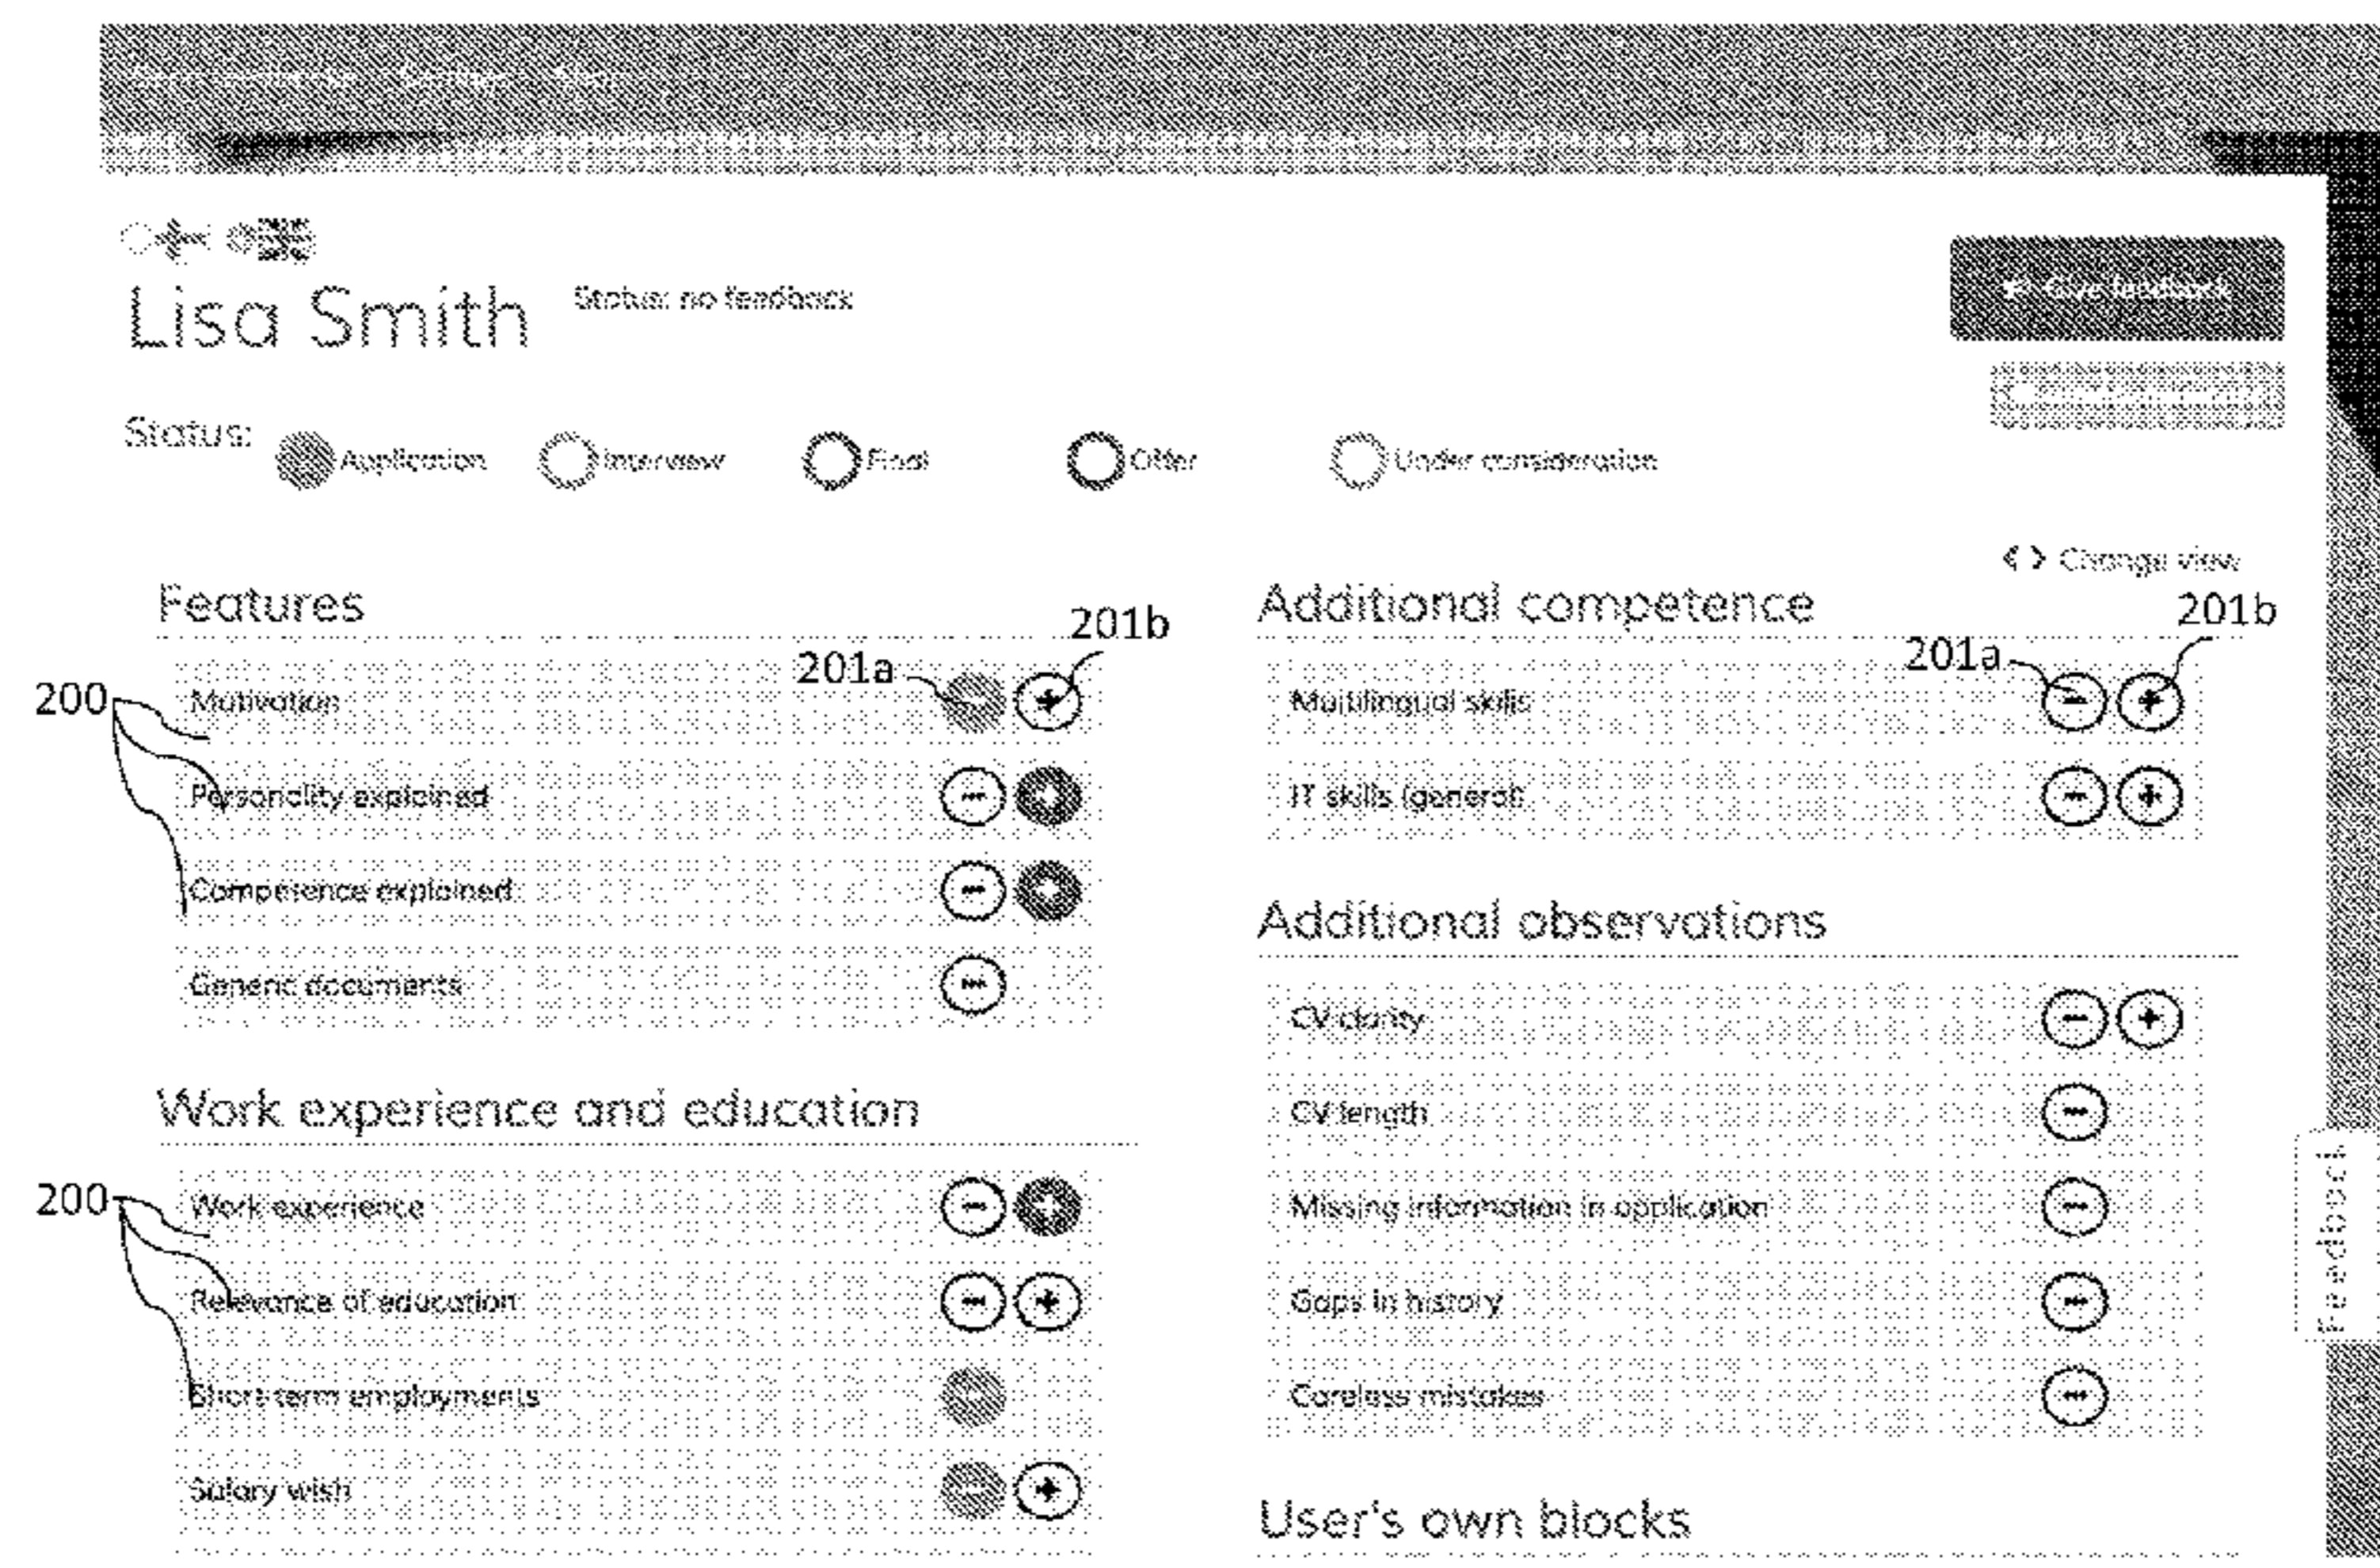 Lisa Smith
Status: no feedback
Give feedback
Status:
Application
Interview
Final
Offer
Under consideration
Change view
Features
201a
201b
200
Motivation
Personality explained
Competence explained
Generic documents
Work experience and education
200
Work experience
Relevance of education
Short-term employments
Salary wish
Additional competence
201a
201b
Multilingual skills
IT skills (general)
Additional observations
CV clarity
CV length
Missing information in application
Gaps in history
Careless mistakes
User's own blocks
Feedback